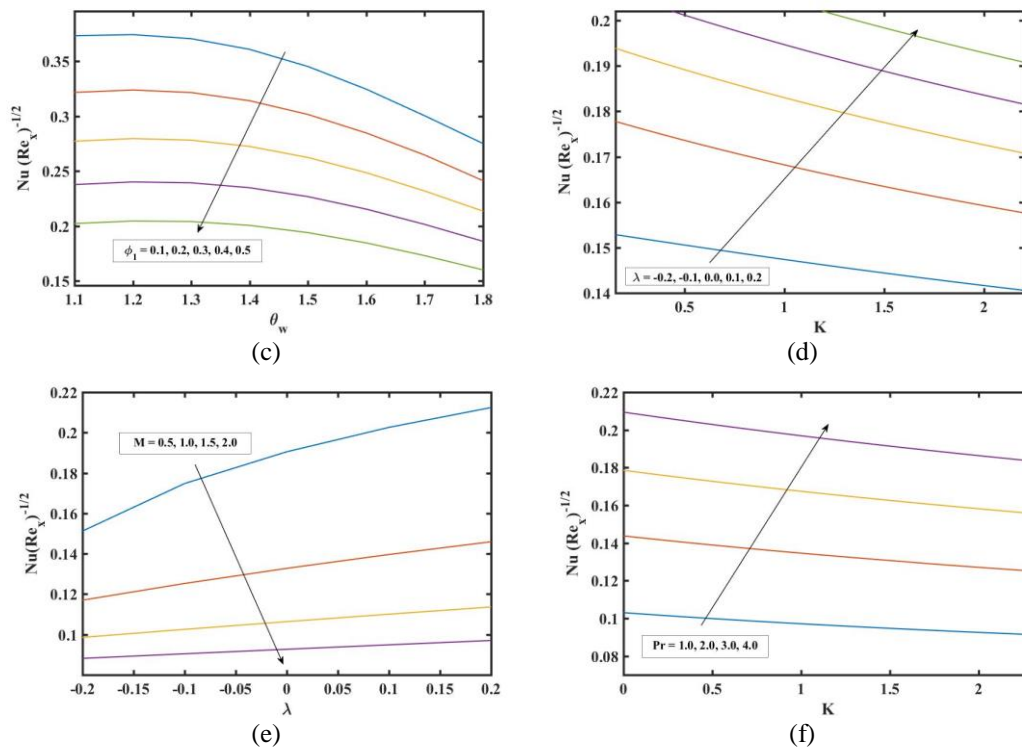 0.35
0.3
0.25
0.2
0.15
Nu (Re_x)^-1/2
ϕ_1 = 0.1, 0.2, 0.3, 0.4, 0.5
1.1 1.2 1.3 1.4 1.5 1.6 1.7 1.8
θ_w
(c)
0.2
0.19
0.18
0.17
0.16
0.15
0.14
Nu (Re_x)^-1/2
λ = -0.2, -0.1, 0.0, 0.1, 0.2
0.5 1 1.5 2
K
(d)
0.22
0.2
0.18
0.16
0.14
0.12
0.1
Nu(Re_x)^-1/2
M = 0.5, 1.0, 1.5, 2.0
-0.2 -0.15 -0.1 -0.05 0 0.05 0.1 0.15 0.2
λ
(e)
0.22
0.2
0.18
0.16
0.14
0.12
0.1
0.08
Nu (Re_x)^-1/2
Pr = 1.0, 2.0, 3.0, 4.0
0 0.5 1 1.5 2
K
(f)